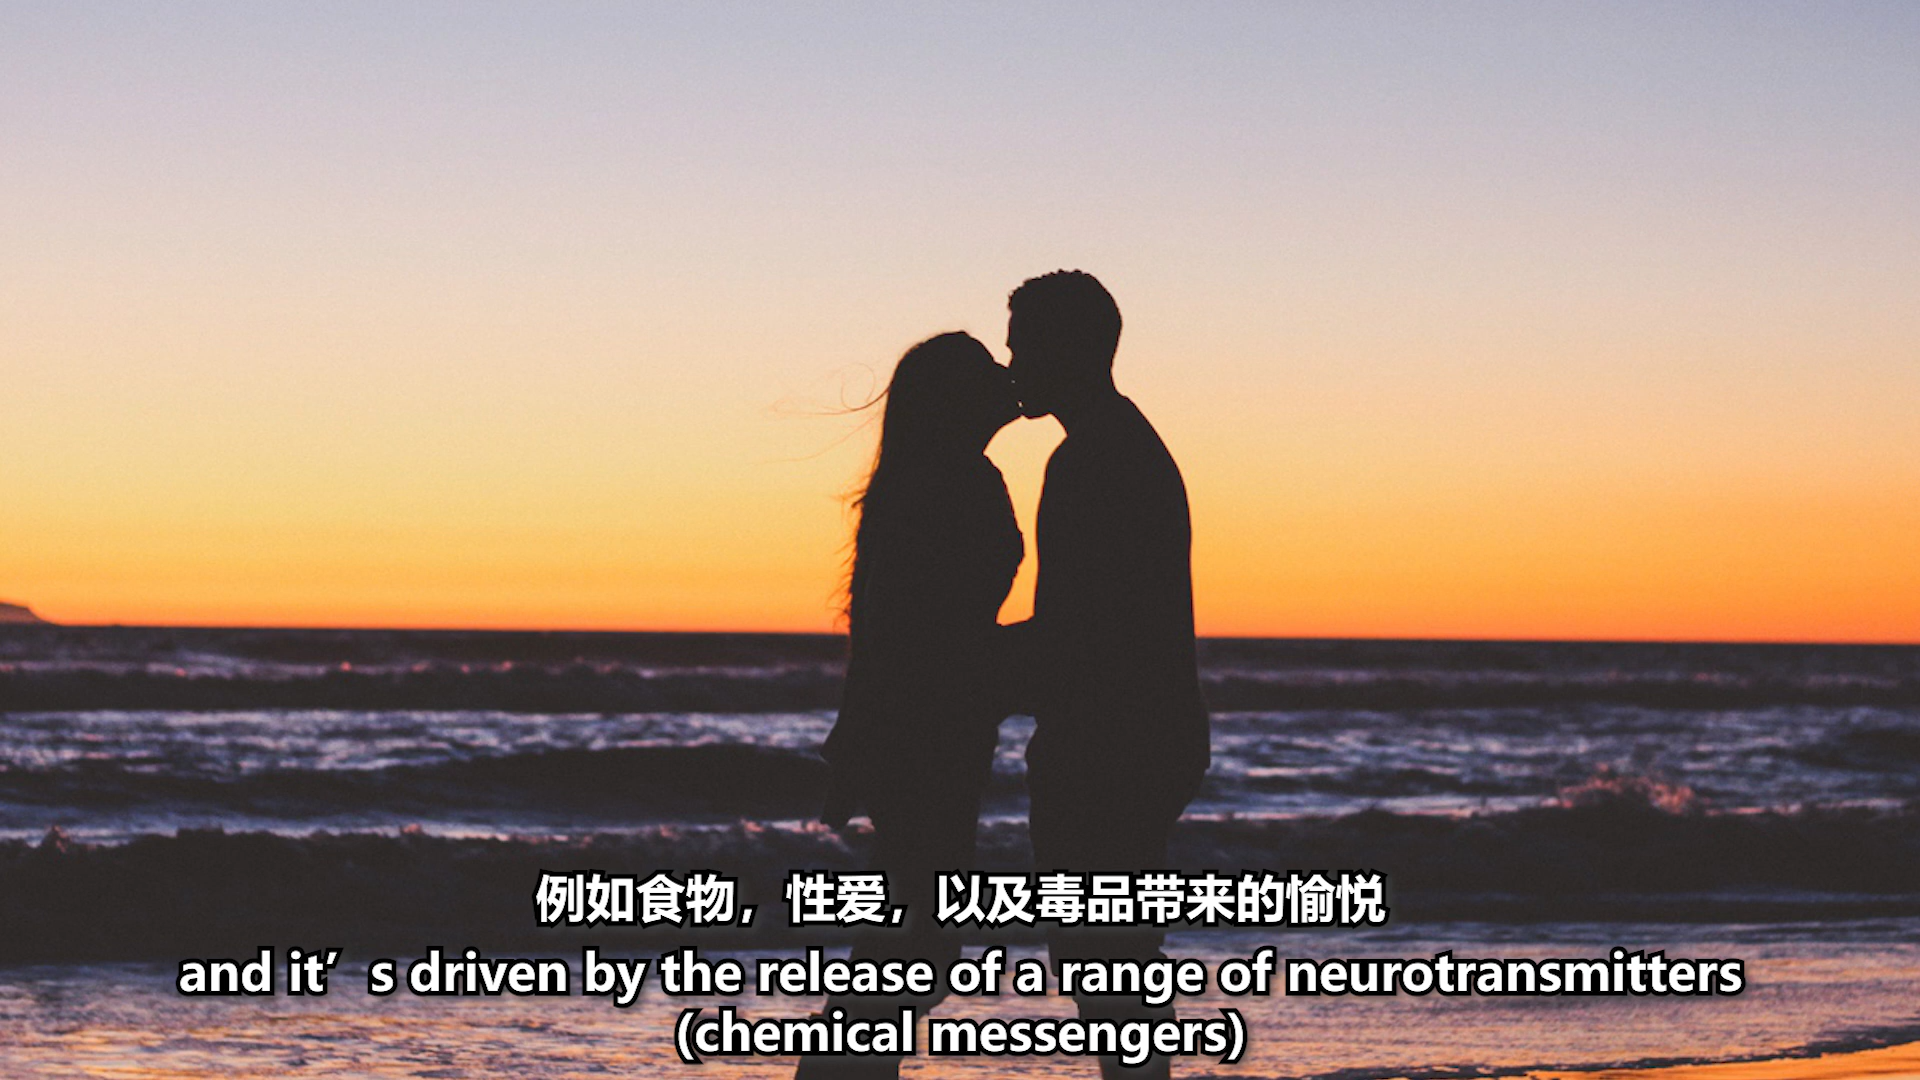 例如食物，性爱，以及毒品带来的愉悦
and it’s driven by the release of a range of neurotransmitters
(chemical messengers)